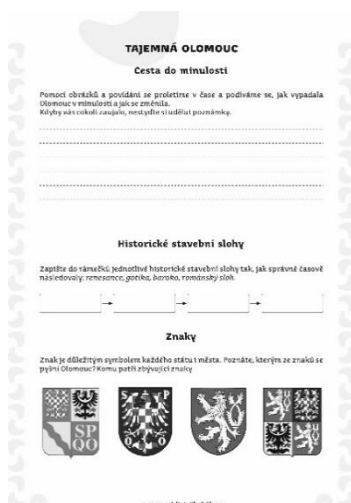 TAJEMNÁ OLOMOUC
Cesta do minulosti
Pomocí obrázků a povídání se proletíme v čase a podíváme se, jak vypadala
Olomouc v minulosti a jak se změnila.
Kdyby vás cokoli zaujalo, nestyďte si udělat poznámky.
Historické stavební slohy
Zapište do rámečků jednotlivé historické stavební slohy tak, jak správně časově
následovaly: renesance, gotika, baroko, románský sloh.
Znaky
Znak je důležitým symbolem každého státu i města. Poznáte, kterým ze znaků se
pyšní Olomouc? Komu patří zbývající znaky
SP
QO
S P
Q O